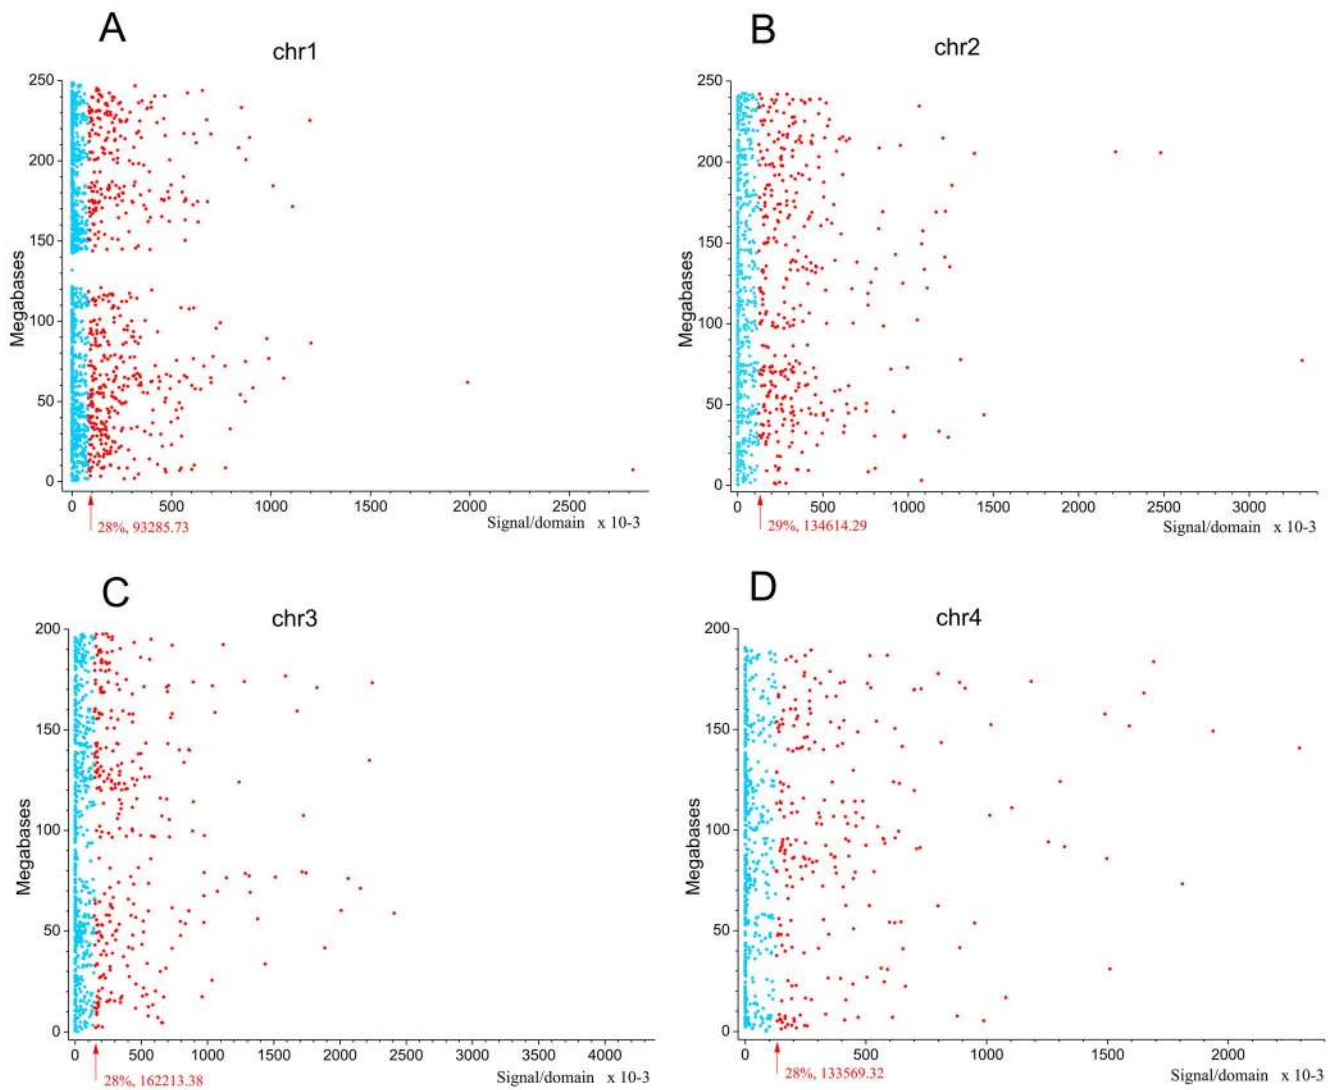 A
chr1
250
200
150
100
50
0
Megabases
0 500 1000 1500 2000 2500
Signal/domain x 10-3
28%, 93285.73
B
chr2
250
200
150
100
50
0
Megabases
0 500 1000 1500 2000 2500 3000
Signal/domain x 10-3
29%, 134614.29
C
chr3
200
150
100
50
0
Megabases
0 500 1000 1500 2000 2500 3000 3500 4000
Signal/domain x 10-3
28%, 162213.38
D
chr4
200
150
100
50
0
Megabases
0 500 1000 1500 2000
Signal/domain x 10-3
28%, 133569.32